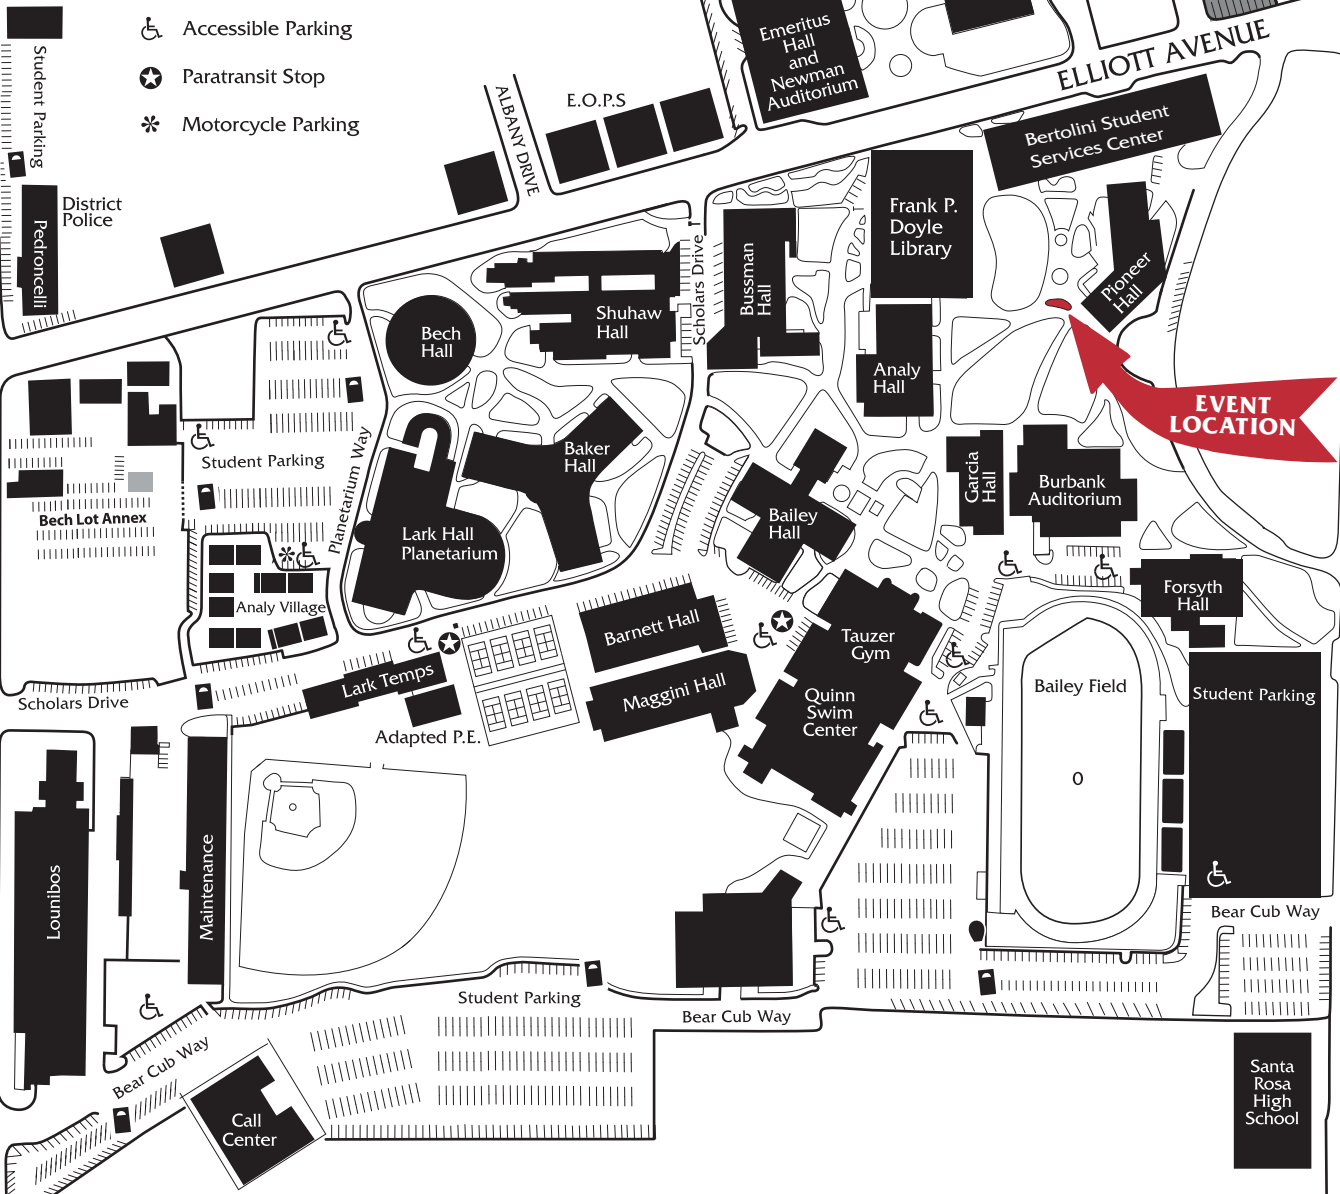 Accessible Parking
Paratransit Stop
Motorcycle Parking
Student Parking
District
Police
Pedroncelli
ALBANY DRIVE
E.O.P.S
Emeritus
Hall
and
Newman
Auditorium
ELLIOTT AVENUE
Bertolini Student
Services Center
Frank P.
Doyle
Library
Pioneer
Hall
Scholars Drive
Bussman
Hall
Shuhaw
Hall
Bech
Hall
Analy
Hall
EVENT
LOCATION
Student Parking
Planetarium Way
Baker
Hall
Lark Hall
Planetarium
Bech Lot Annex
Analy Village
Bailey
Hall
Garcia
Hall
Burbank
Auditorium
Forsyth
Hall
Barnett Hall
Maggini Hall
Tauzer
Gym
Quinn
Swim
Center
Bailey Field
0
Student Parking
Lark Temps
Adapted P.E.
Scholars Drive
Lounibos
Maintenance
Bear Cub Way
Student Parking
Bear Cub Way
Bear Cub Way
Call
Center
Santa
Rosa
High
School